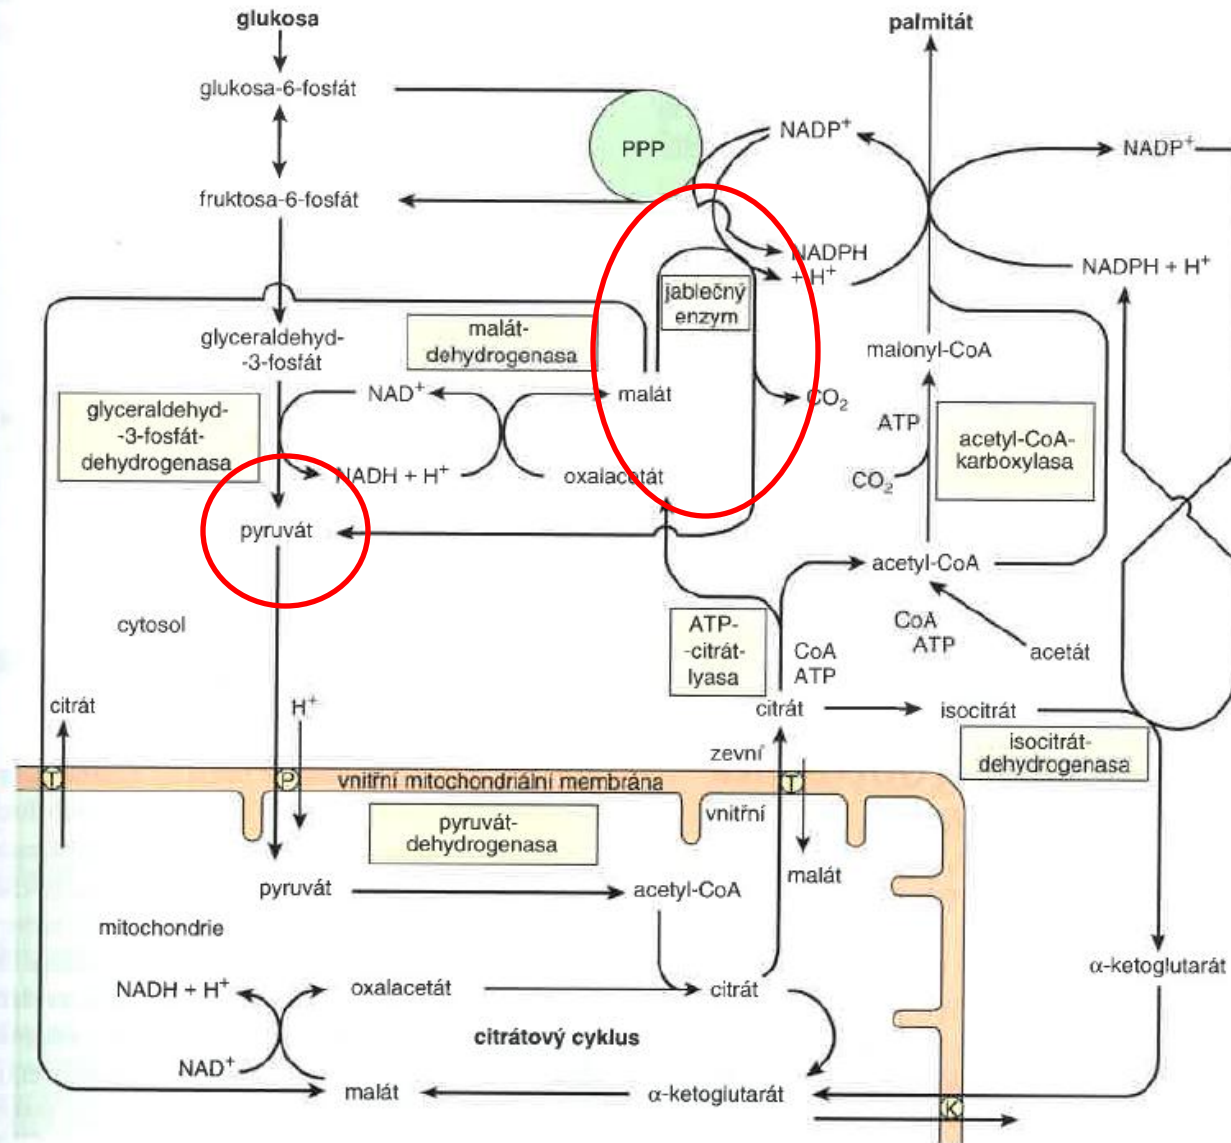 glukosa
palmitát
glukosa-6-fosfát
PPP
NADP+
NADP+
fruktosa-6-fosfát
NADPH
+ H+
NADPH + H+
jablečný
enzym
glyceraldehyd-
-3-fosfát
malát-
dehydrogenasa
malonyl-CoA
NAD+
malát
CO2
glyceraldehyd-
-3-fosfát-
dehydrogenasa
ATP
acetyl-CoA-
karboxylasa
NADH + H+
oxalacetát
CO2
pyruvát
acetyl-CoA
cytosol
ATP-
-citrát-
lyasa
CoA
ATP
CoA
ATP
acetát
citrát
H+
citrát
isocitrát
isocitrát-
dehydrogenasa
zevní
T
P
vnitřní mitochondriální membrána
T
vnitřní
pyruvát-
dehydrogenasa
malát
pyruvát
acetyl-CoA
mitochondrie
α-ketoglutarát
NADH + H+
oxalacetát
citrát
citrátový cyklus
NAD+
malát
α-ketoglutarát
K